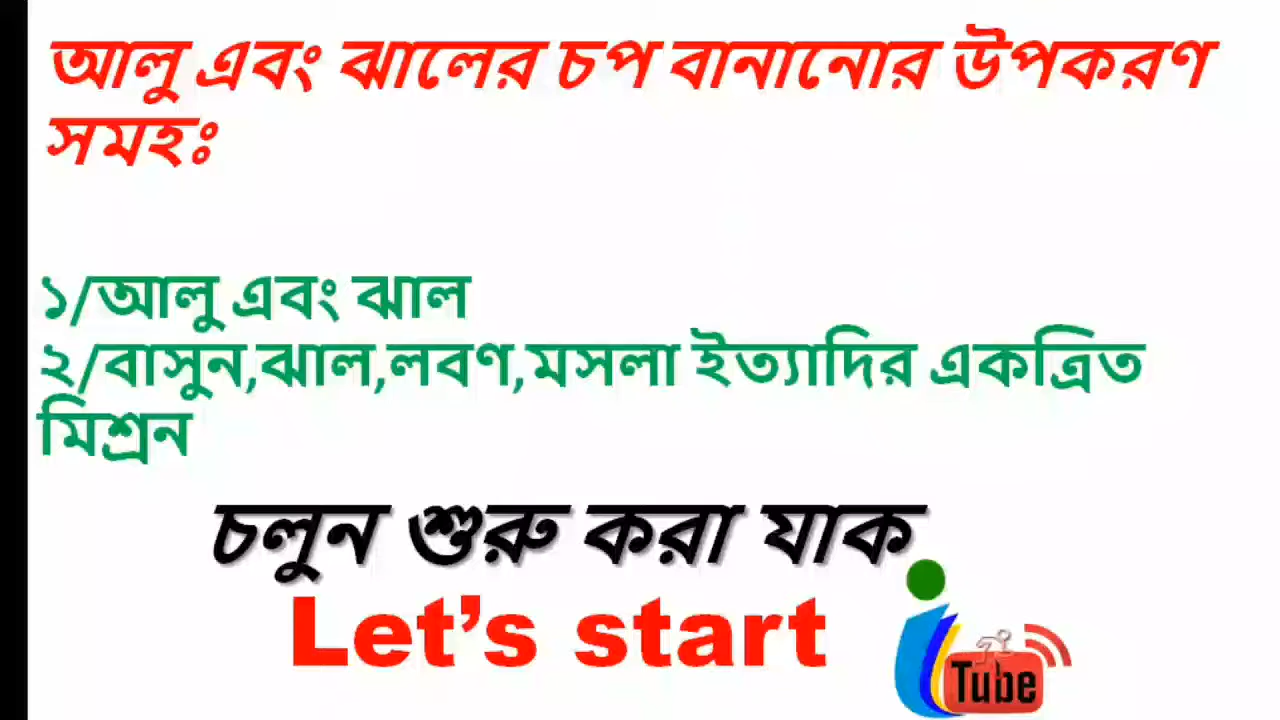 আলু এবং ঝালের চপ বানানোর উপকরণ
সমহঃ
১/আলু এবং ঝাল
২/বাসুন,ঝাল,লবণ,মসলা ইত্যাদির একত্রিত
মিশ্রন
চলুন শুরু করা যাক
Let's start
i Tube